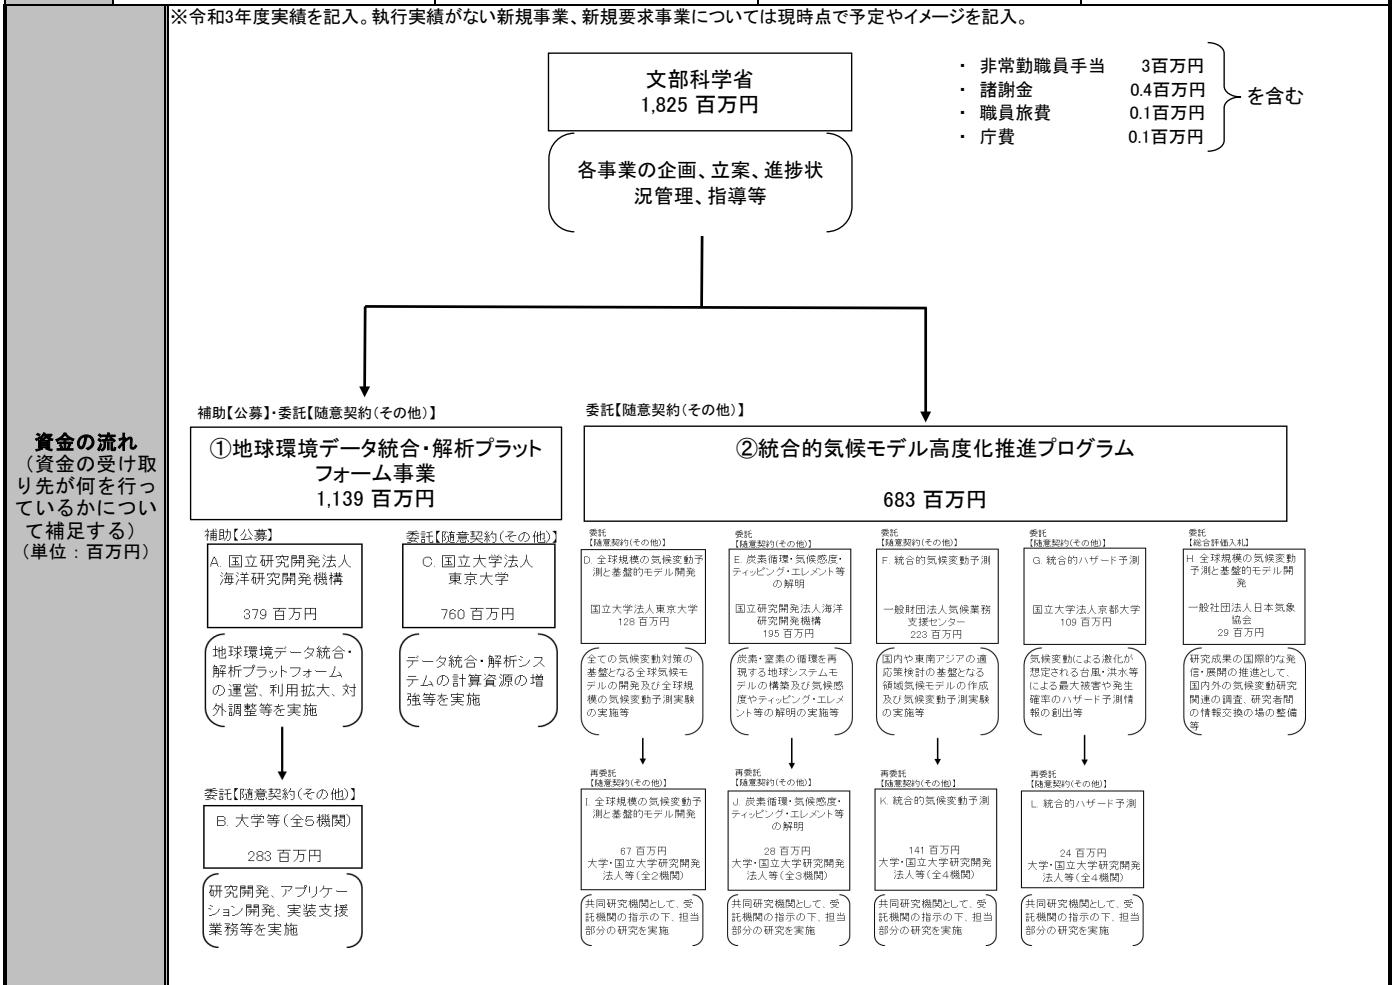 ※令和3年度実績を記入。執行実績がない新規事業、新規要求事業については現時点で予定やイメージを記入。
資金の流れ
（資金の受け取
り先が何を行っ
ているかについ
て補足する）
（単位：百万円）
文部科学省
1,825 百万円
各事業の企画、立案、進捗状
況管理、指導等
・ 非常勤職員手当 3百万円
・ 諸謝金 0.4百万円
・ 職員旅費 0.1百万円
・ 庁費 0.1百万円
を含む
補助【公募】・委託【随意契約（その他）】
①地球環境データ統合・解析プラット
フォーム事業
1,139 百万円
補助【公募】
A. 国立研究開発法人
海洋研究開発機構
379 百万円
地球環境データ統合・
解析プラットフォーム
の運営、利用拡大、対
外調整等を実施
委託【随意契約（その他）】
B. 大学等（全5機関）
283 百万円
研究開発、アプリケー
ション開発、実装支援
業務等を実施
委託【随意契約（その他）】
C. 国立大学法人
東京大学
760 百万円
データ統合・解析シス
テムの計算資源の増
強等を実施
委託【随意契約（その他）】
②統合的気候モデル高度化推進プログラム
683 百万円
委託
【随意契約（その他）】
D. 全球規模の気候変動予
測と基盤的モデル開発
国立大学法人東京大学
128 百万円
全ての気候変動対策の
基盤となる全球気候モ
デルの開発及び全球規
模の気候変動予測実験
の実施等
委託
【随意契約（その他）】
E. 炭素循環・気候感度・
ティッピング・エレメント等
の解明
国立研究開発法人海洋
研究開発機構
195 百万円
炭素・窒素の循環を再
現する地球システムモ
デルの構築及び気候感
度やティッピング・エレメ
ント等の解明の実施等
委託
【随意契約（その他）】
F. 統合的気候変動予測
一般財団法人気候業務
支援センター
223 百万円
国内や東南アジアの適
応策検討の基盤となる
領域気候モデルの作成
及び気候変動予測実験
の実施等
委託
【随意契約（その他）】
G. 統合的ハザード予測
国立大学法人京都大学
109 百万円
気候変動による激化が
想定される台風・洪水等
による最大被害や発生
確率のハザード予測情
報の創出等
委託
【総合評価入札】
H. 全球規模の気候変動
予測と基盤的モデル開
発
一般社団法人日本気象
協会
29 百万円
研究成果の国際的な発
信・展開の推進として、
国内外の気候変動研究
関連の調査、研究者間
の情報交換の場の整備
等
再委託
【随意契約（その他）】
I. 全球規模の気候変動予
測と基盤的モデル開発
67 百万円
大学・国立大学研究開発
法人等（全2機関）
共同研究機関として、受
託機関の指示の下、担当
部分の研究を実施
再委託
【随意契約（その他）】
J. 炭素循環・気候感度・
ティッピング・エレメント等
の解明
28 百万円
大学・国立大学研究開発
法人等（全3機関）
共同研究機関として、受
託機関の指示の下、担当
部分の研究を実施
再委託
【随意契約（その他）】
K. 統合的気候変動予測
141 百万円
大学・国立大学研究開発
法人等（全4機関）
共同研究機関として、受
託機関の指示の下、担当
部分の研究を実施
再委託
【随意契約（その他）】
L. 統合的ハザード予測
24 百万円
大学・国立大学研究開発
法人等（全4機関）
共同研究機関として、受
託機関の指示の下、担当
部分の研究を実施